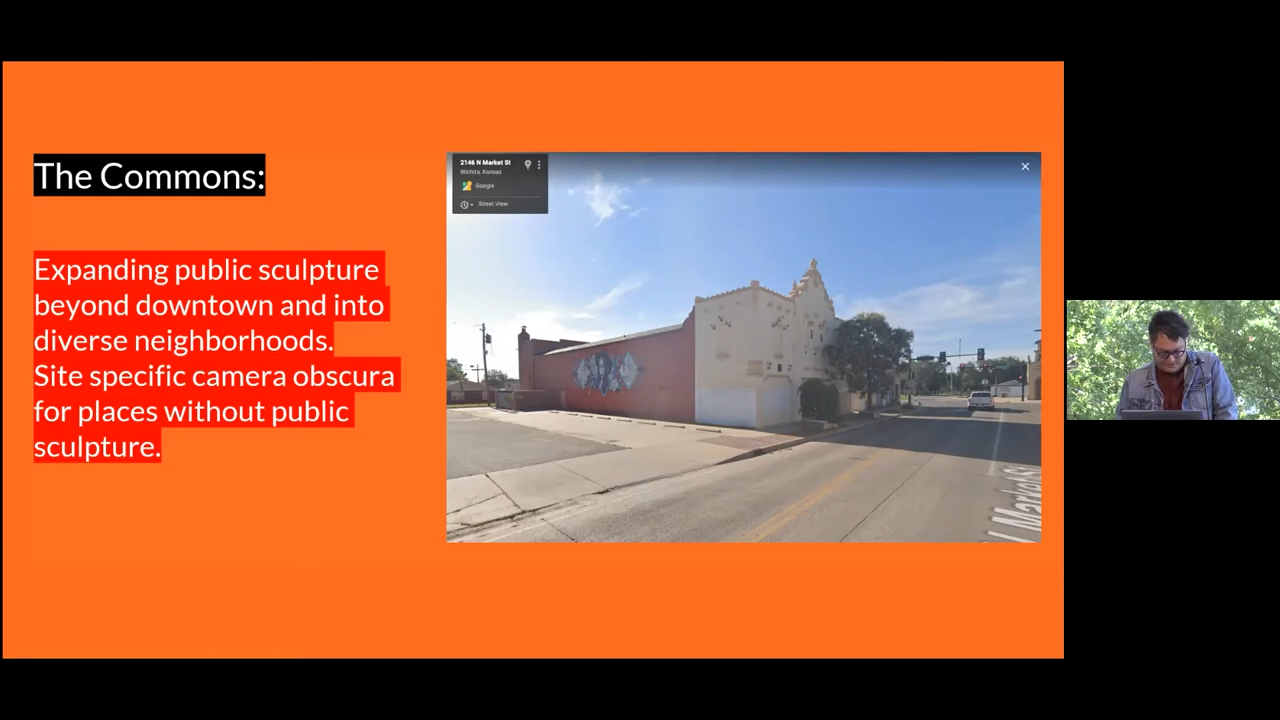 The Commons:
Expanding public sculpture
beyond downtown and into
diverse neighborhoods.
Site specific camera obscura
for places without public
sculpture.
2146 N Market St
Wichita, Kansas
Google
Street View
N Market St